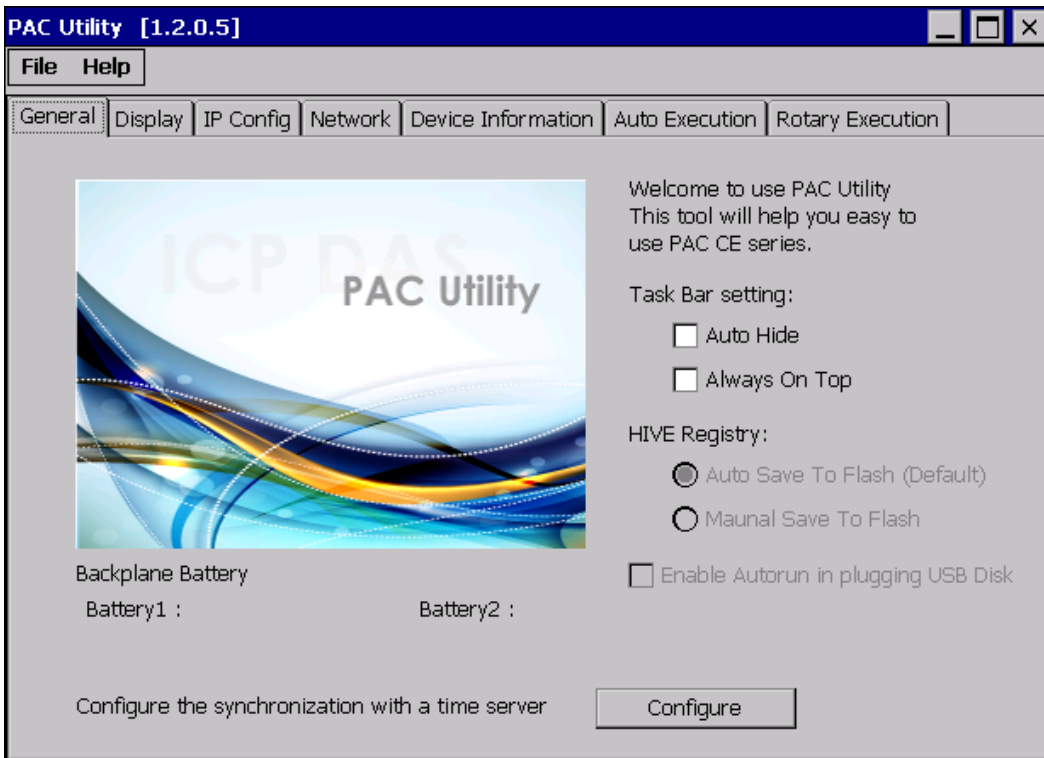 PAC Utility [1.2.0.5]
File Help
General Display IP Config Network Device Information Auto Execution Rotary Execution
ICP DAS
PAC Utility
Welcome to use PAC Utility
This tool will help you easy to
use PAC CE series.
Task Bar setting:
Auto Hide
Always On Top
HIVE Registry:
Auto Save To Flash (Default)
Maunal Save To Flash
Enable Autorun in plugging USB Disk
Backplane Battery
Battery1 : Battery2 :
Configure the synchronization with a time server Configure